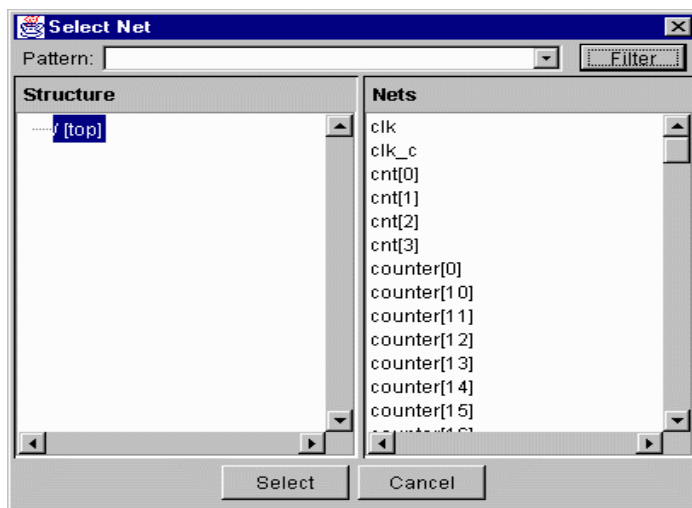 Select Net
Pattern:
Filter
Structure
/ [top]
Nets
clk
clk_c
cnt[0]
cnt[1]
cnt[2]
cnt[3]
counter[0]
counter[10]
counter[11]
counter[12]
counter[13]
counter[14]
counter[15]
Select
Cancel